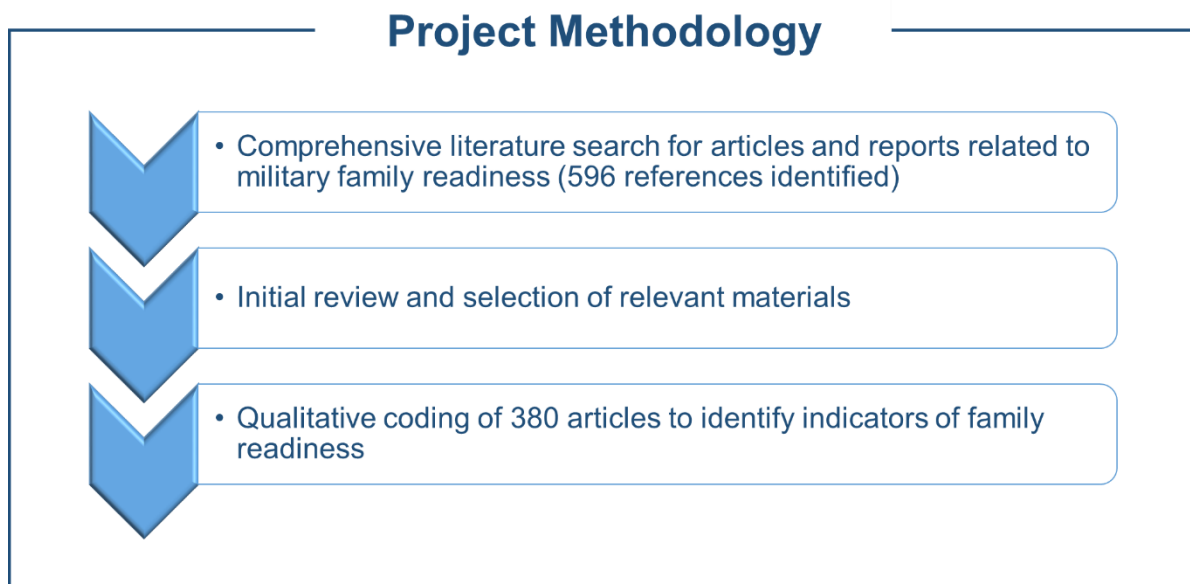 Project Methodology
• Comprehensive literature search for articles and reports related to
military family readiness (596 references identified)
• Initial review and selection of relevant materials
• Qualitative coding of 380 articles to identify indicators of family
readiness